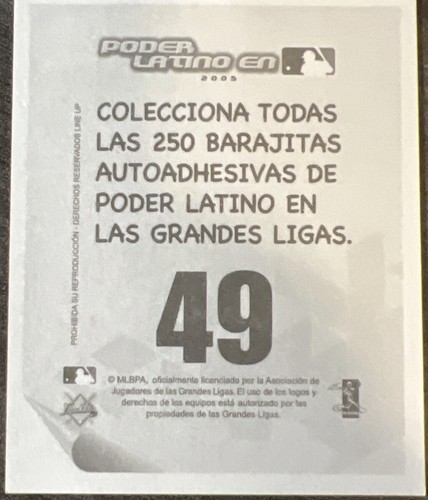 PODER
LATINO EN
2005
COLECCIONA TODAS
LAS 250 BARAJITAS
AUTOADHESIVAS DE
PODER LATINO EN
LAS GRANDES LIGAS.
49
PROHIBIDA SU REPRODUCCIÓN - DERECHOS RESERVADOS LINE UP
© MLBPA, oficialmente licenciado por la Asociación de
Jugadores de las Grandes Ligas. El uso de los logos y
derechos de los equipos está autorizado por las
propiedades de las Grandes Ligas.